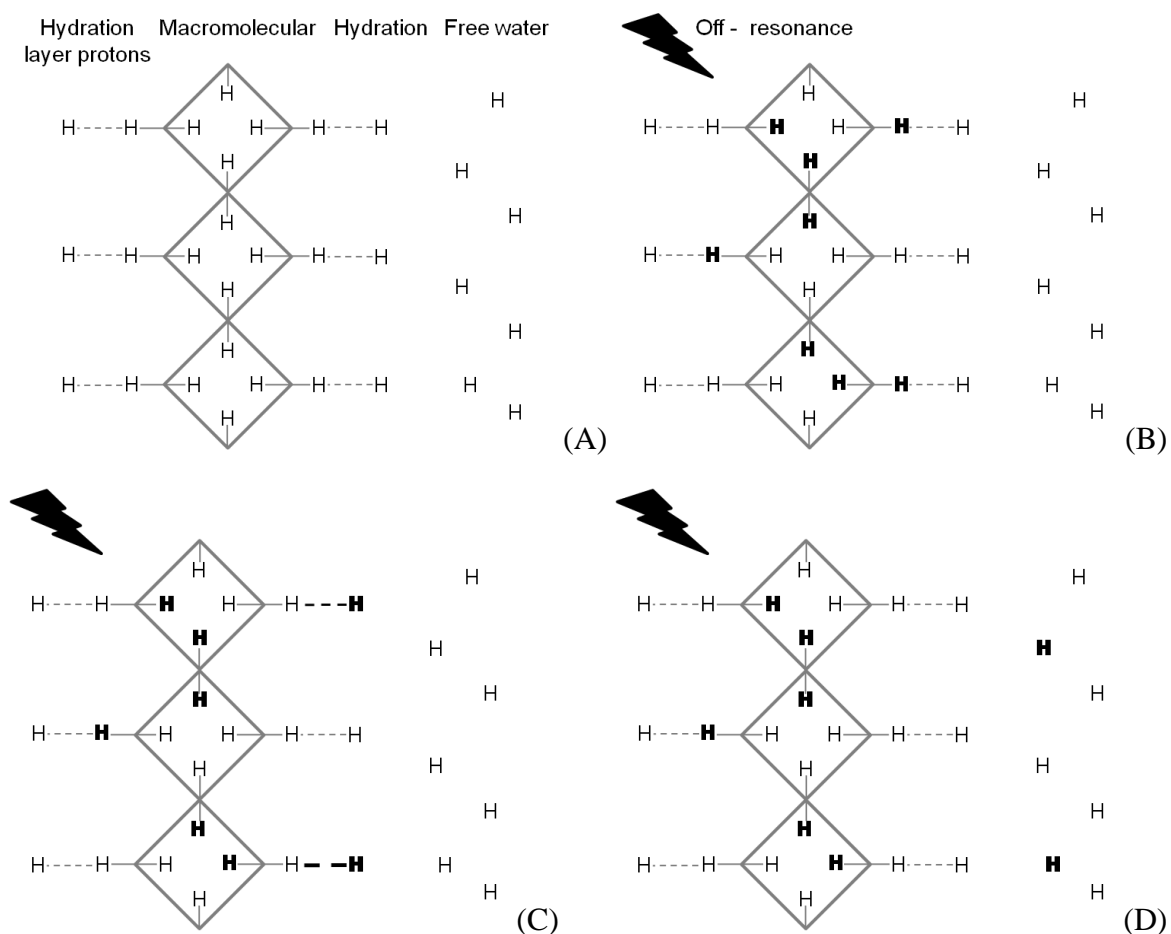 Hydration Macromolecular Hydration Free water
layer protons
H H
H H H H H H
H H
H H
H H H H H H
H H
H H
H H H H H H H
H H
(A)
Off - resonance
H H
H H H H H H
H H
H H
H H H H H H
H H
H H
H H H H H H H
H H
(B)
H H
H H H H H H
H H
H H
H H H H H H
H H
H H
H H H H H H H
H H
(C)
H H
H H H H H H
H H
H H
H H H H H H
H H
H H
H H H H H H H
H H
(D)